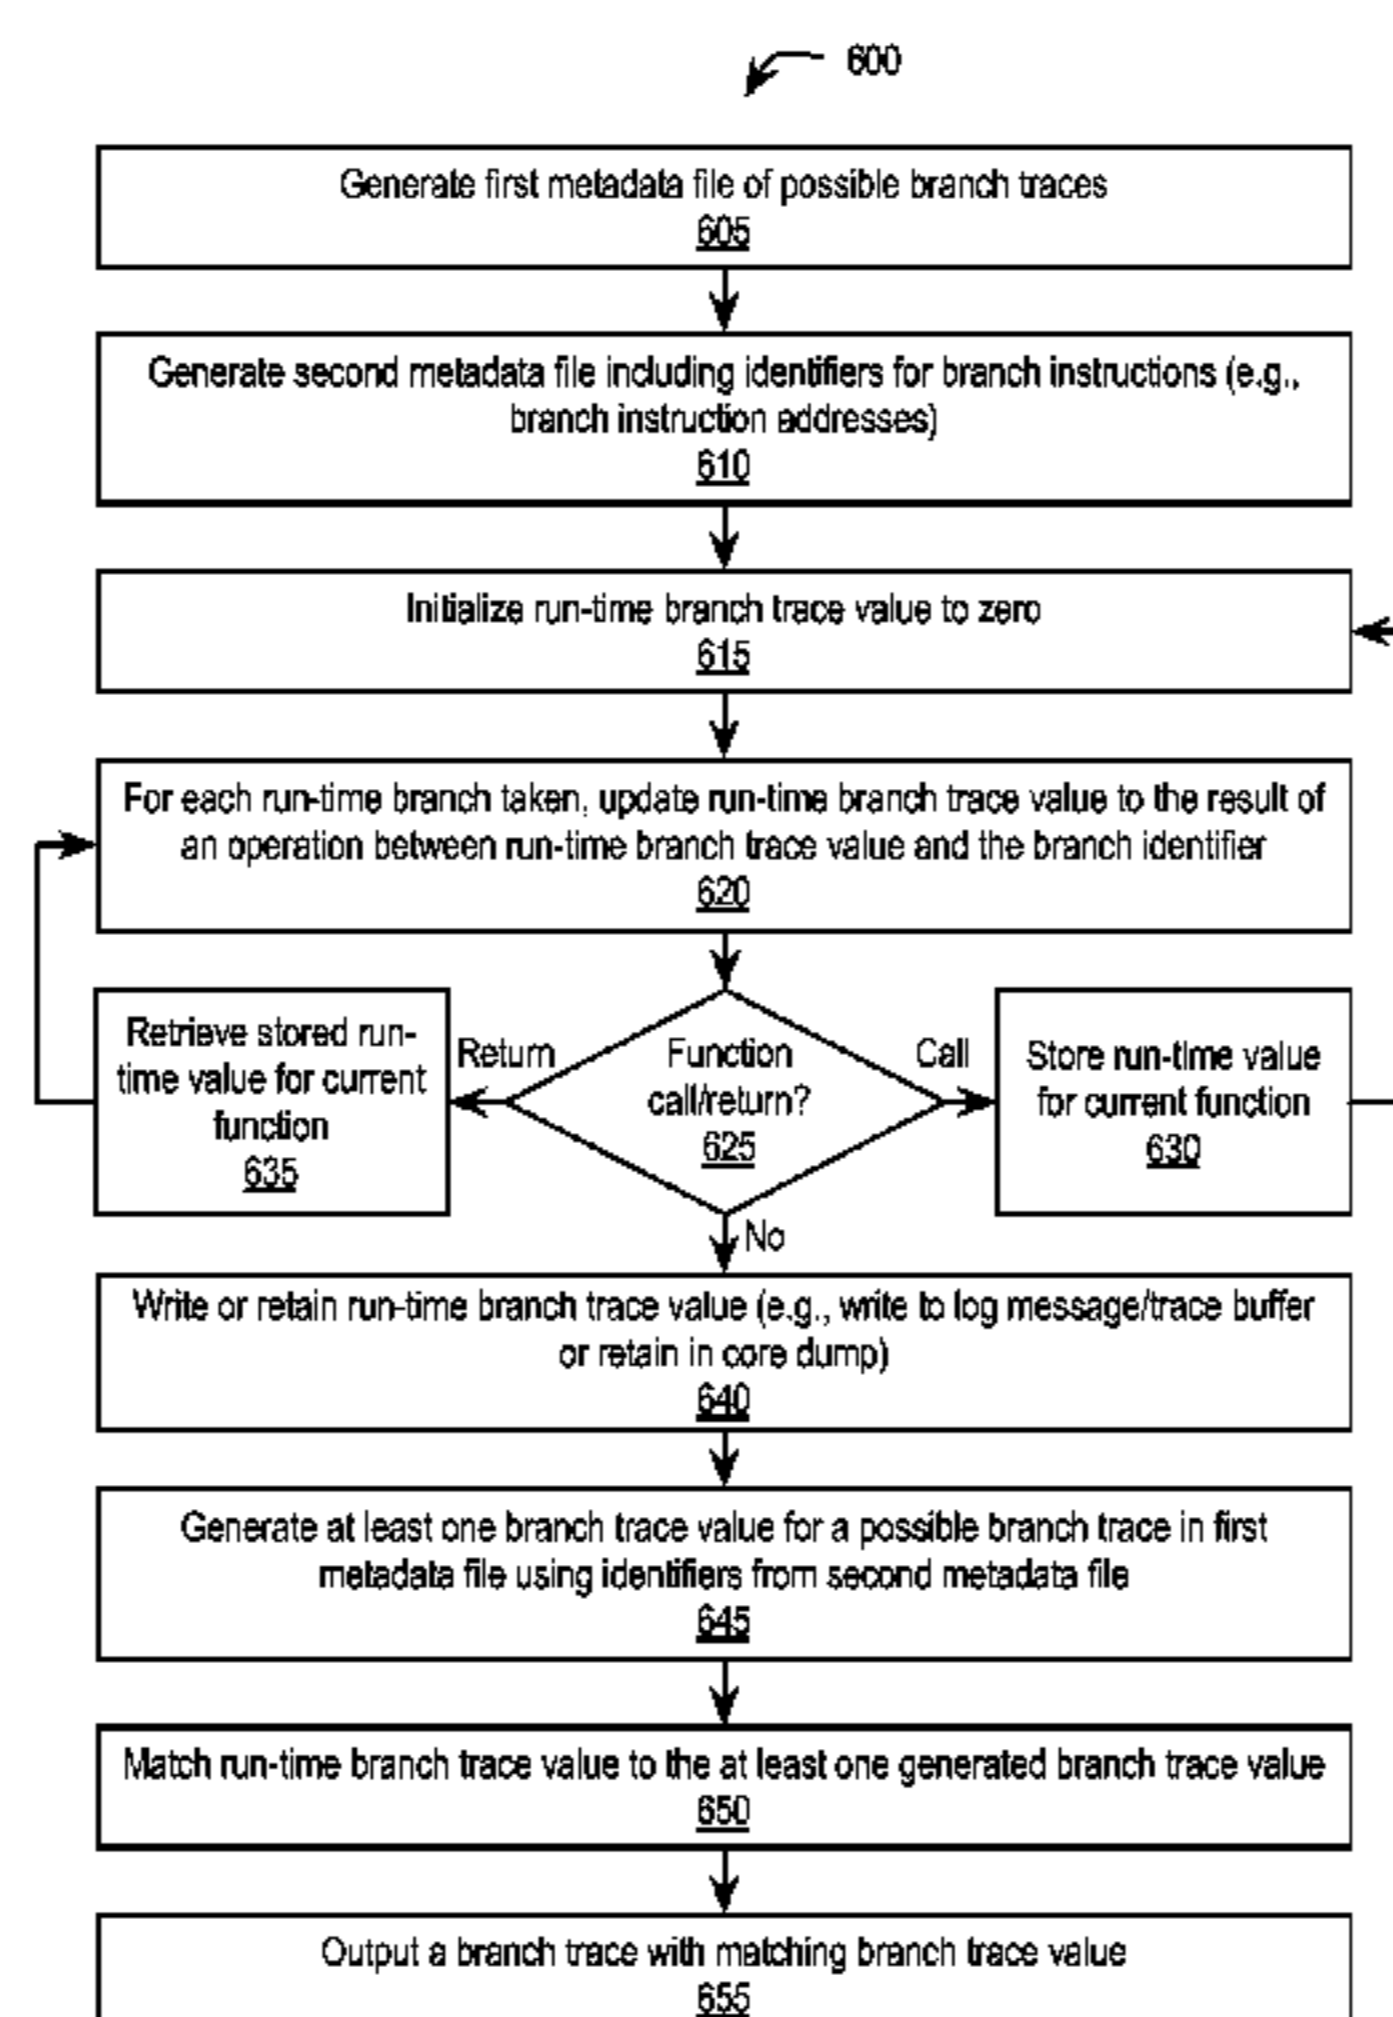 600
Generate first metadata file of possible branch traces
605
Generate second metadata file including identifiers for branch instructions (e.g.,
branch instruction addresses)
610
Initialize run-time branch trace value to zero
615
For each run-time branch taken, update run-time branch trace value to the result of
an operation between run-time branch trace value and the branch identifier
620
Retrieve stored run-
time value for current
function
635
Return
Function
call/return?
625
Call
Store run-time value
for current function
630
No
Write or retain run-time branch trace value (e.g., write to log message/trace buffer
or retain in core dump)
640
Generate at least one branch trace value for a possible branch trace in first
metadata file using identifiers from second metadata file
645
Match run-time branch trace value to the at least one generated branch trace value
650
Output a branch trace with matching branch trace value
655